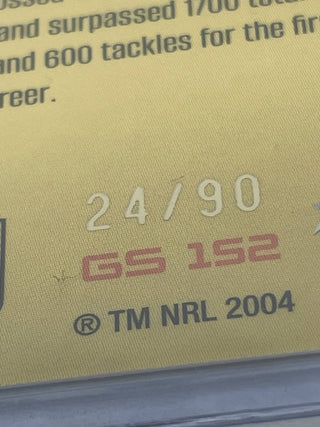 and surpassed 1700
and 600 tackles for the
reer.
24/90
GS 152
® TM NRL 2004